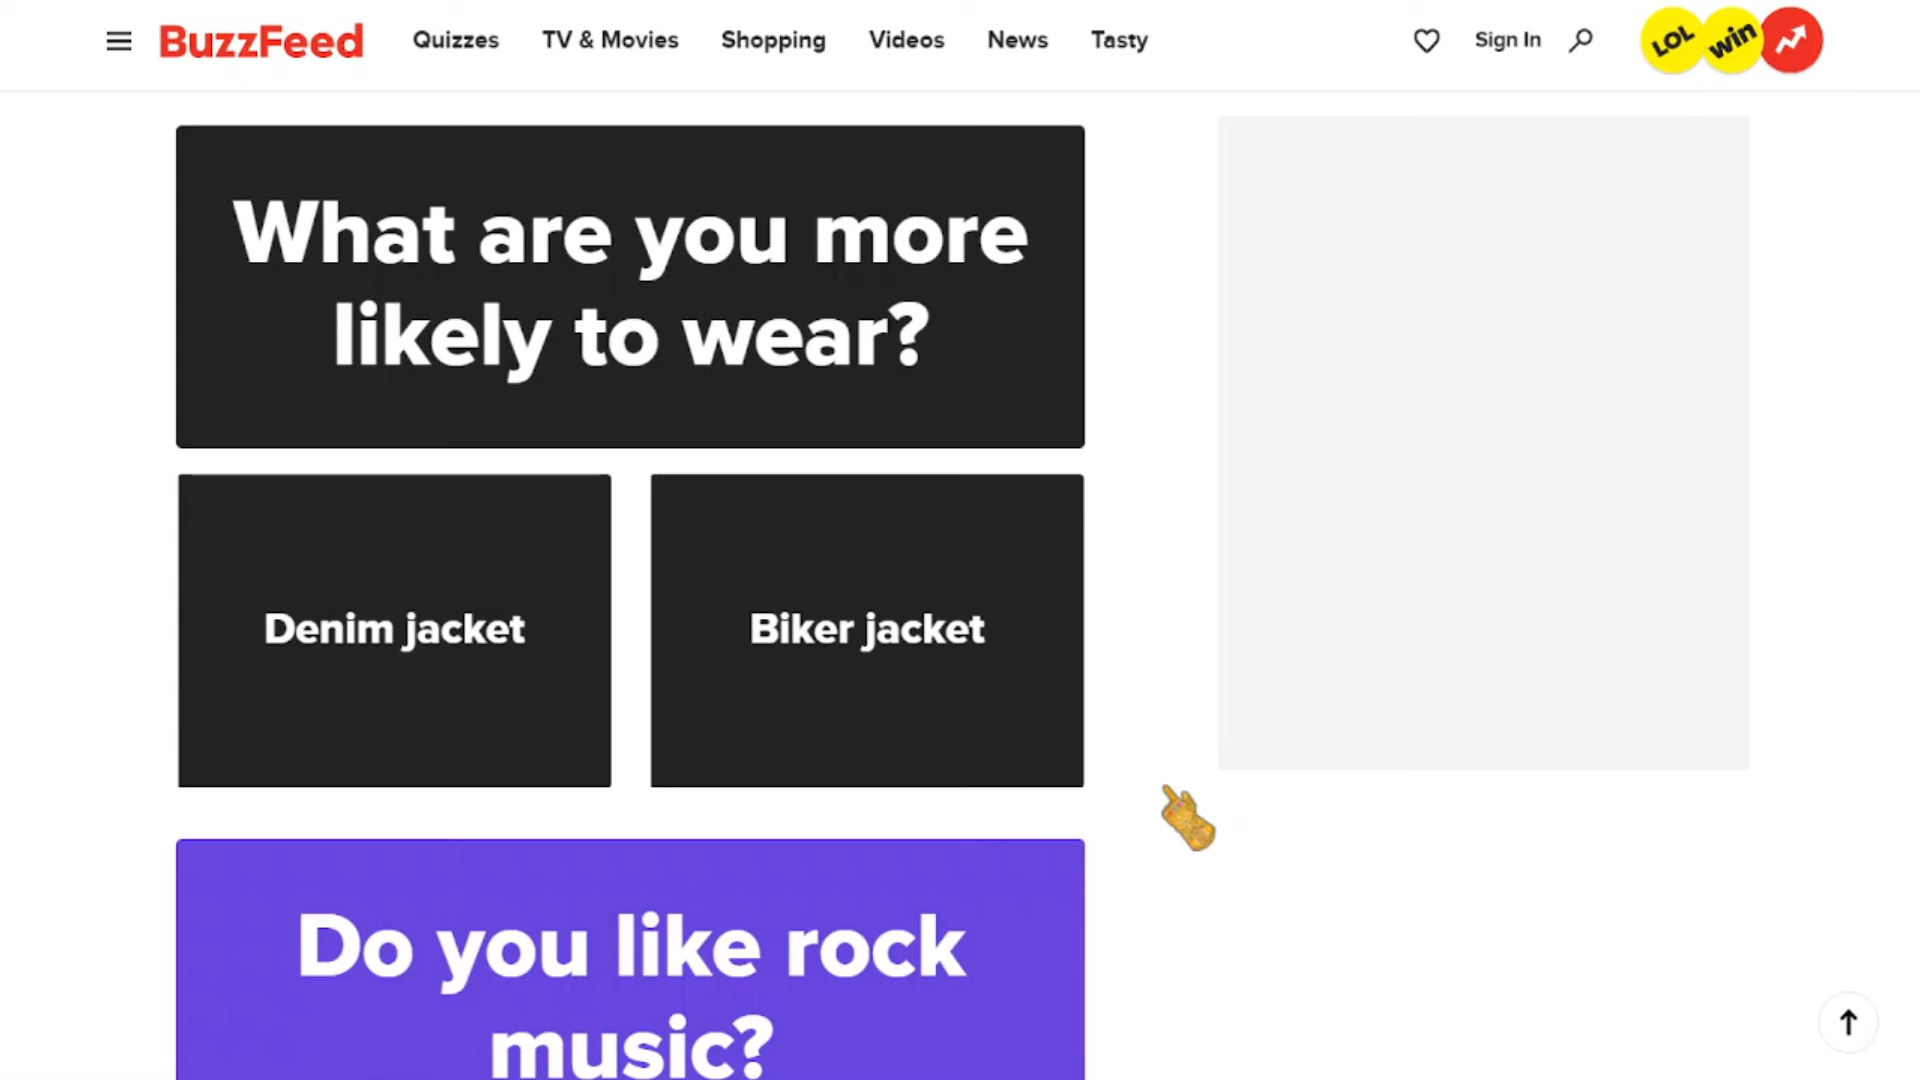 BuzzFeed Quizzes TV & Movies Shopping Videos News Tasty Sign In LOL win
What are you more
likely to wear?
Denim jacket Biker jacket
Do you like rock
music?